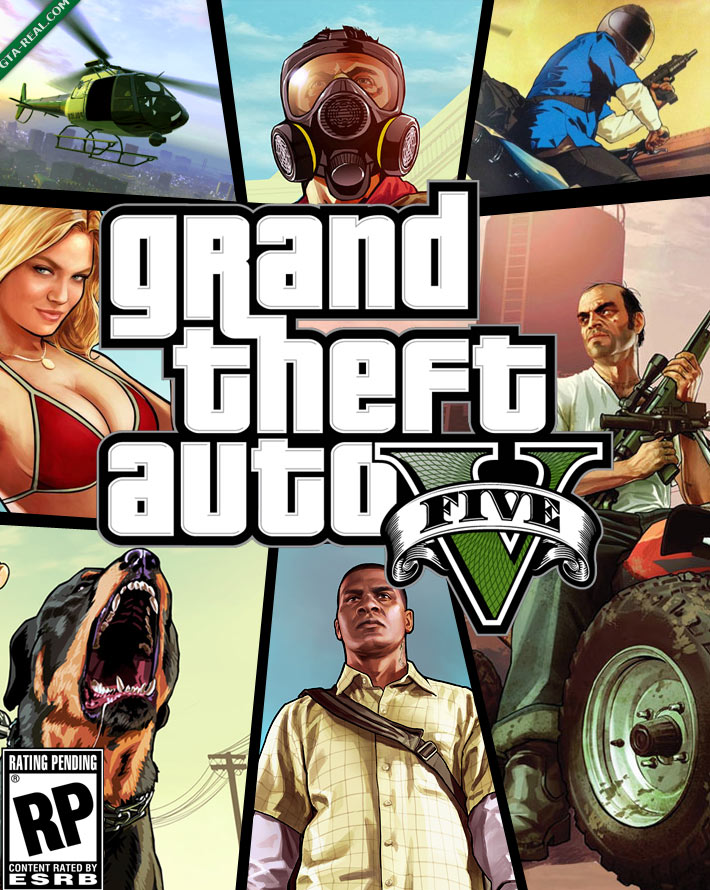 GTA-REAL.COM
grand
theft
auto V
FIVE
RATING PENDING
®
RP
CONTENT RATED BY
ESRB